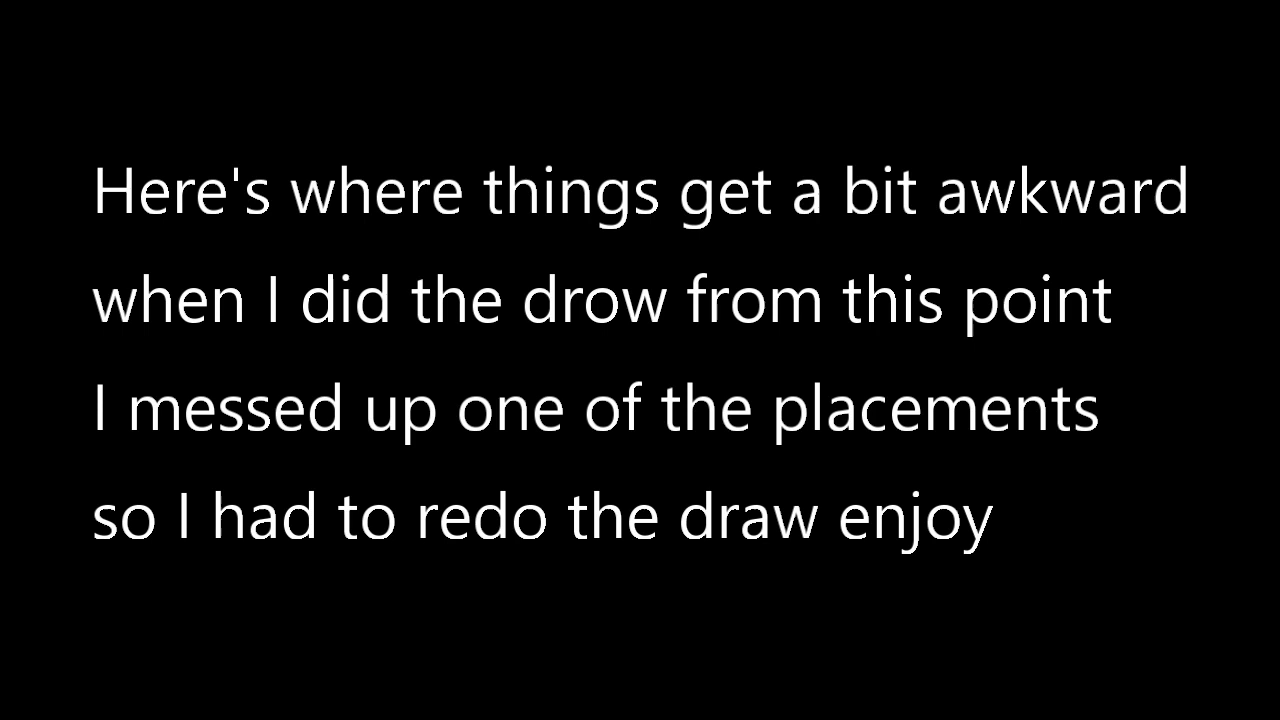 Here's where things get a bit awkward
when I did the drow from this point
I messed up one of the placements
so I had to redo the draw enjoy